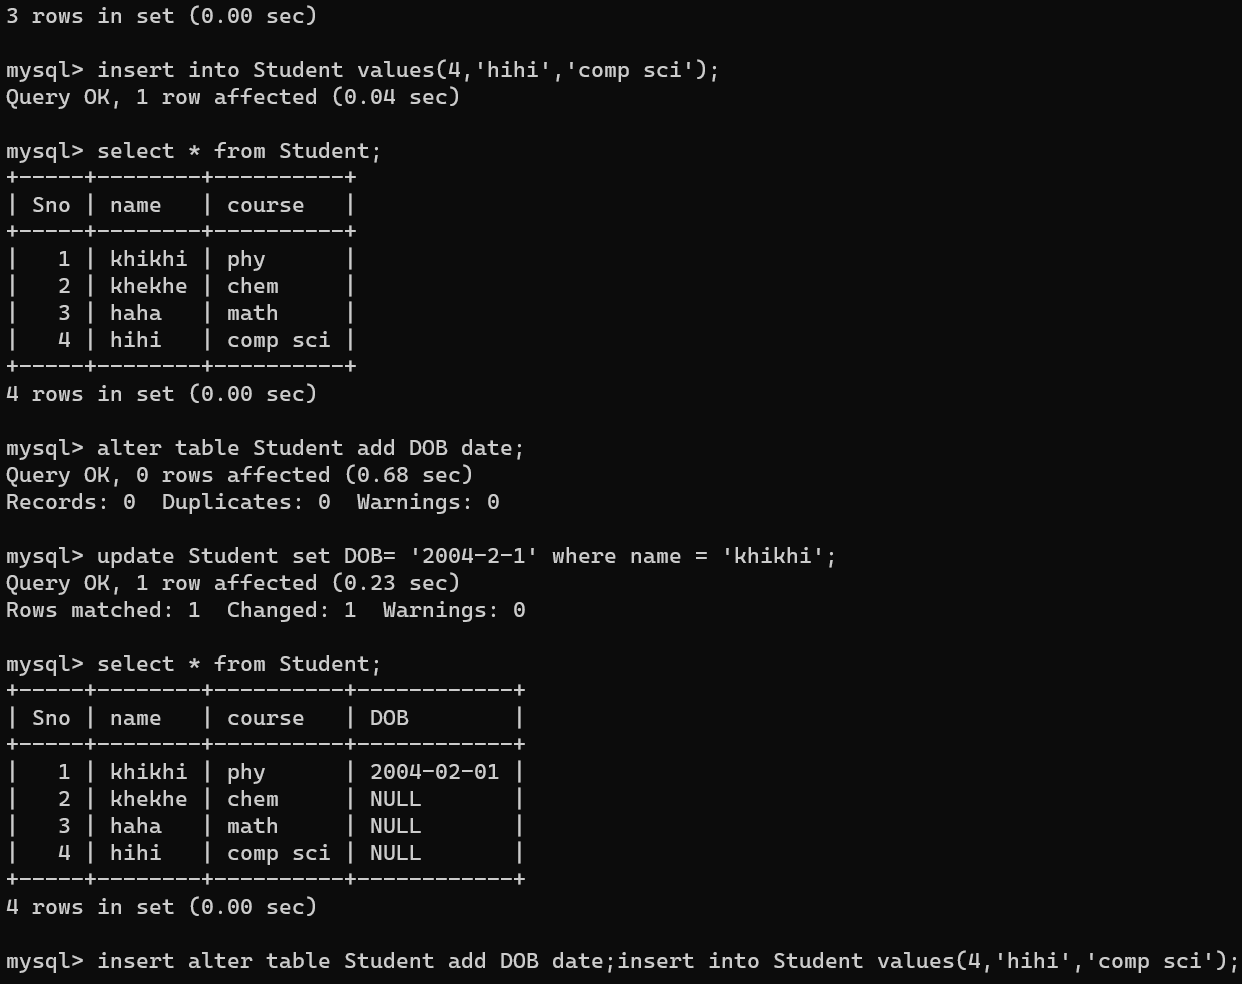 3 rows in set (0.00 sec)
mysql> insert into Student values(4,'hihi','comp sci');
Query OK, 1 row affected (0.04 sec)
mysql> select * from Student;
+-----+--------+----------+
| Sno | name   | course   |
+-----+--------+----------+
|   1 | khikhi | phy      |
|   2 | khekhe | chem     |
|   3 | haha   | math     |
|   4 | hihi   | comp sci |
+-----+--------+----------+
4 rows in set (0.00 sec)
mysql> alter table Student add DOB date;
Query OK, 0 rows affected (0.68 sec)
Records: 0  Duplicates: 0  Warnings: 0
mysql> update Student set DOB= '2004-2-1' where name = 'khikhi';
Query OK, 1 row affected (0.23 sec)
Rows matched: 1  Changed: 1  Warnings: 0
mysql> select * from Student;
+-----+--------+----------+------------+
| Sno | name   | course   | DOB        |
+-----+--------+----------+------------+
|   1 | khikhi | phy      | 2004-02-01 |
|   2 | khekhe | chem     | NULL       |
|   3 | haha   | math     | NULL       |
|   4 | hihi   | comp sci | NULL       |
+-----+--------+----------+------------+
4 rows in set (0.00 sec)
mysql> insert alter table Student add DOB date;insert into Student values(4,'hihi','comp sci');